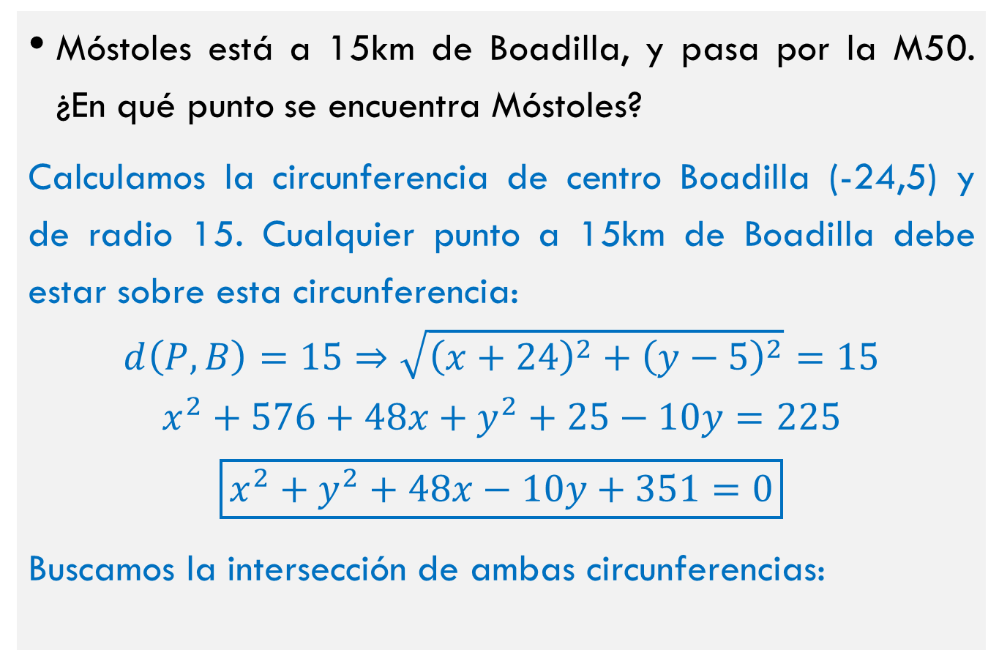 • Móstoles está a 15km de Boadilla, y pasa por la M50.
¿En qué punto se encuentra Móstoles?
Calculamos la circunferencia de centro Boadilla (-24,5) y
de radio 15. Cualquier punto a 15km de Boadilla debe
estar sobre esta circunferencia:
d(P, B) = 15 ⇒ √((x + 24)² + (y − 5)²) = 15
x² + 576 + 48x + y² + 25 − 10y = 225
x² + y² + 48x − 10y + 351 = 0
Buscamos la intersección de ambas circunferencias: